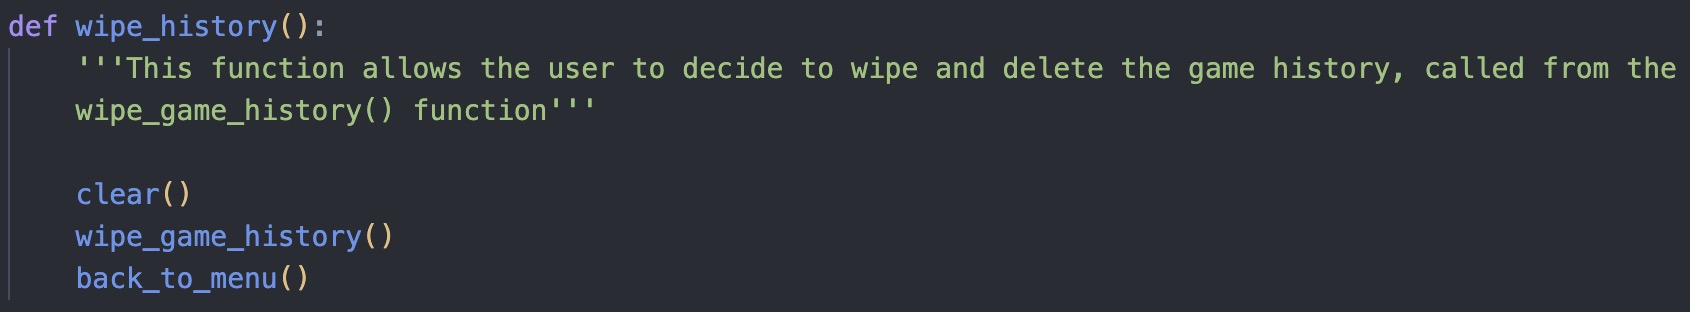 def wipe_history():
    '''This function allows the user to decide to wipe and delete the game history, called from the
    wipe_game_history() function'''
    clear()
    wipe_game_history()
    back_to_menu()